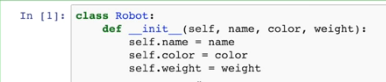 In [1]: class Robot:
def __init__(self, name, color, weight):
self.name = name
self.color = color
self.weight = weight